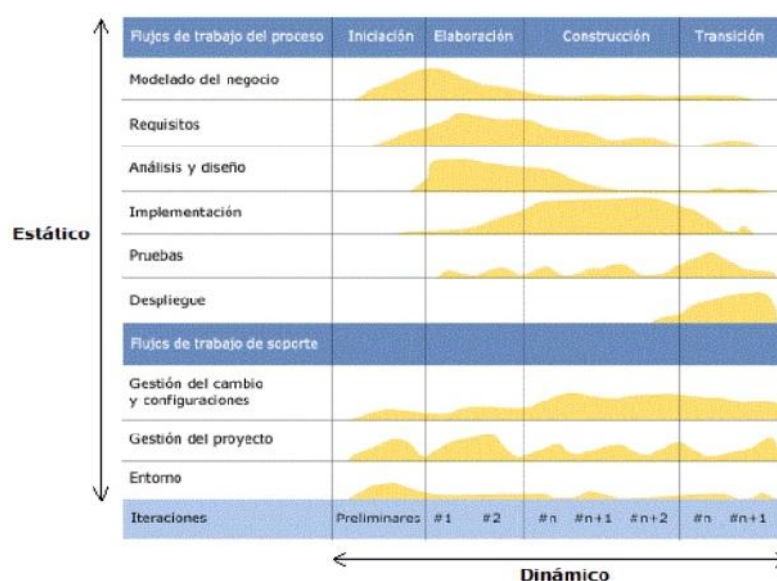 Flujos de trabajo del proceso Iniciación Elaboración Construcción Transición
Modelado del negocio
Requisitos
Análisis y diseño
Implementación
Estático
Pruebas
Despliegue
Flujos de trabajo de soporte
Gestión del cambio
y configuraciones
Gestión del proyecto
Entorno
Iteraciones Preliminares #1 #2 #n #n+1 #n+2 #n #n+1
Dinámico